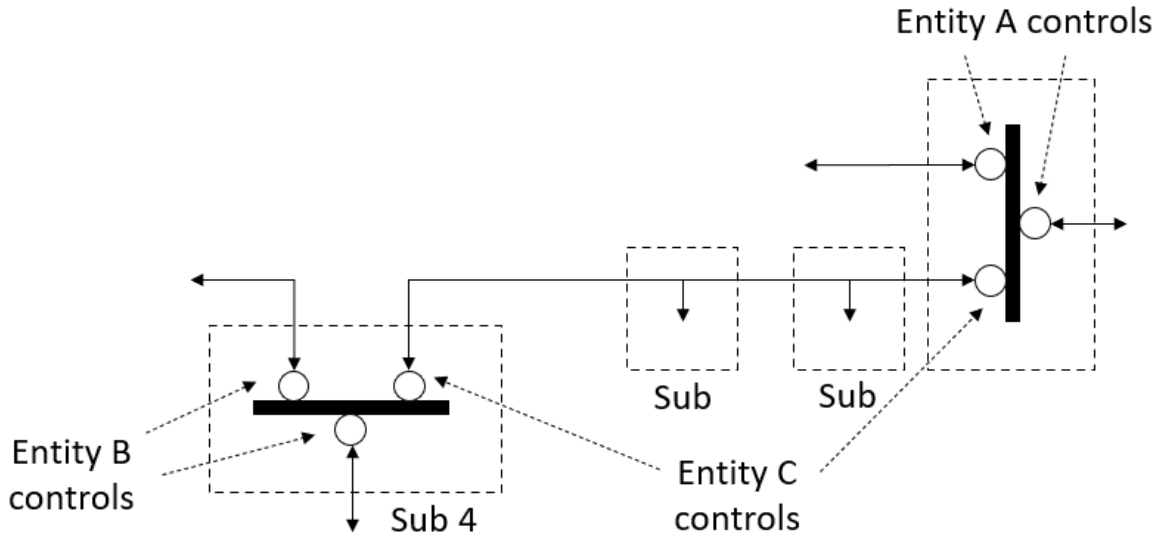 Entity A controls
Sub
Sub
Entity B
controls
Entity C
controls
Sub 4